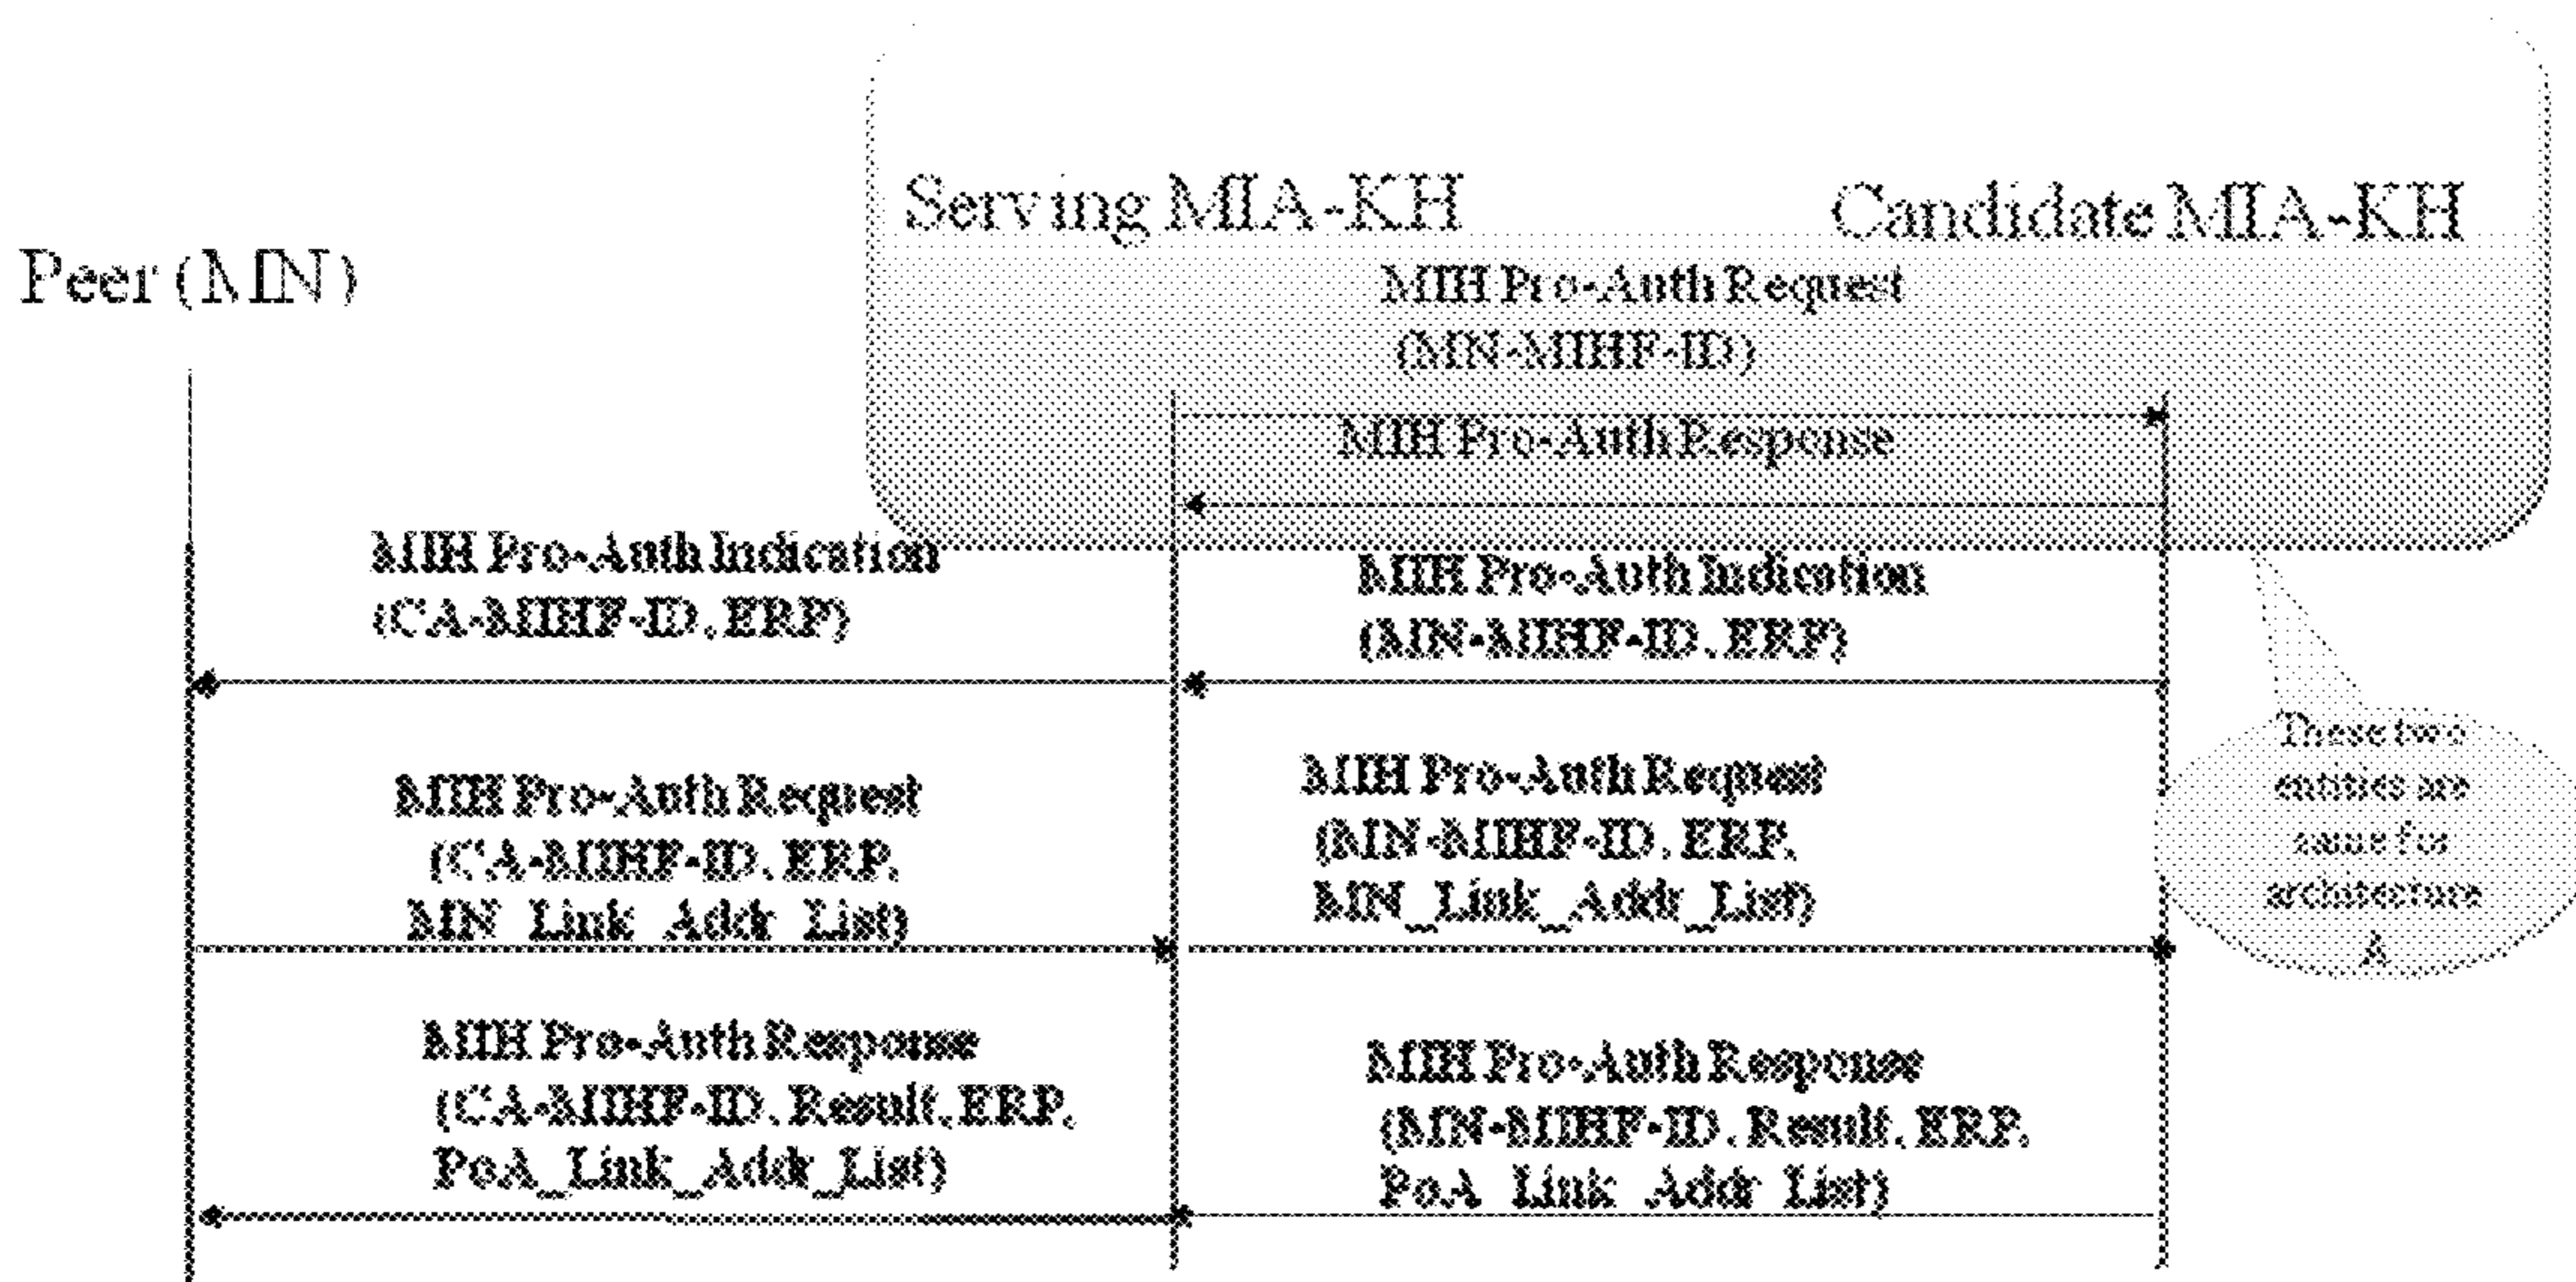 Serving MIA-KH
Candidate MIA-KH
Peer (MN)
MIH Pro-Auth Request
(MN-MIHF-ID)
MIH Pro-Auth Response
MIH Pro-Auth Indication
(CA-MIHF-ID, ERP)
MIH Pro-Auth Indication
(MN-MIHF-ID, ERP)
MIH Pro-Auth Request
(CA-MIHF-ID, ERP,
MN_Link_Addr_List)
MIH Pro-Auth Request
(MN-MIHF-ID, ERP,
MN_Link_Addr_List)
These two
entities are
same for
architecture
A
MIH Pro-Auth Response
(CA-MIHF-ID, Result, ERP,
PoA_Link_Addr_List)
MIH Pro-Auth Response
(MN-MIHF-ID, Result, ERP,
PoA_Link_Addr_List)